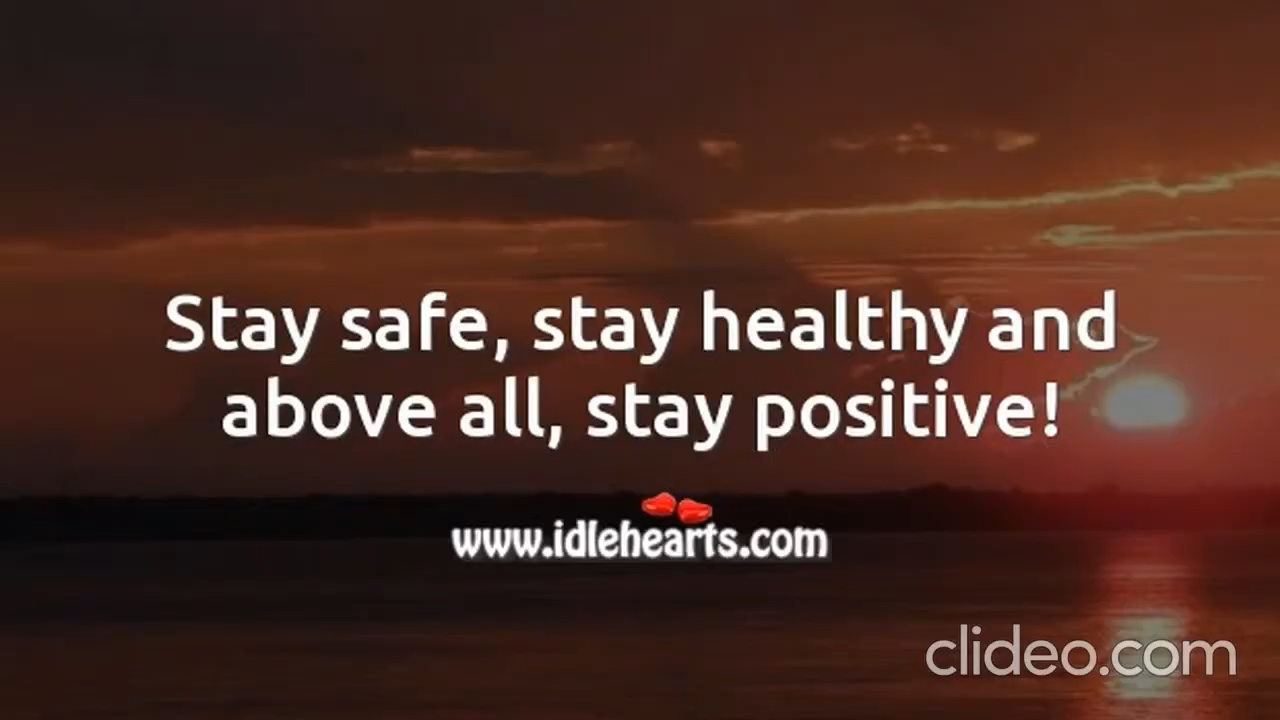 Stay safe, stay healthy and
above all, stay positive!
www.idlehearts.com
clideo.com